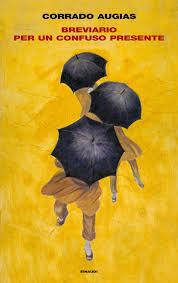 CORRADO AUGIAS
BREVIARIO
PER UN CONFUSO PRESENTE
EINAUDI